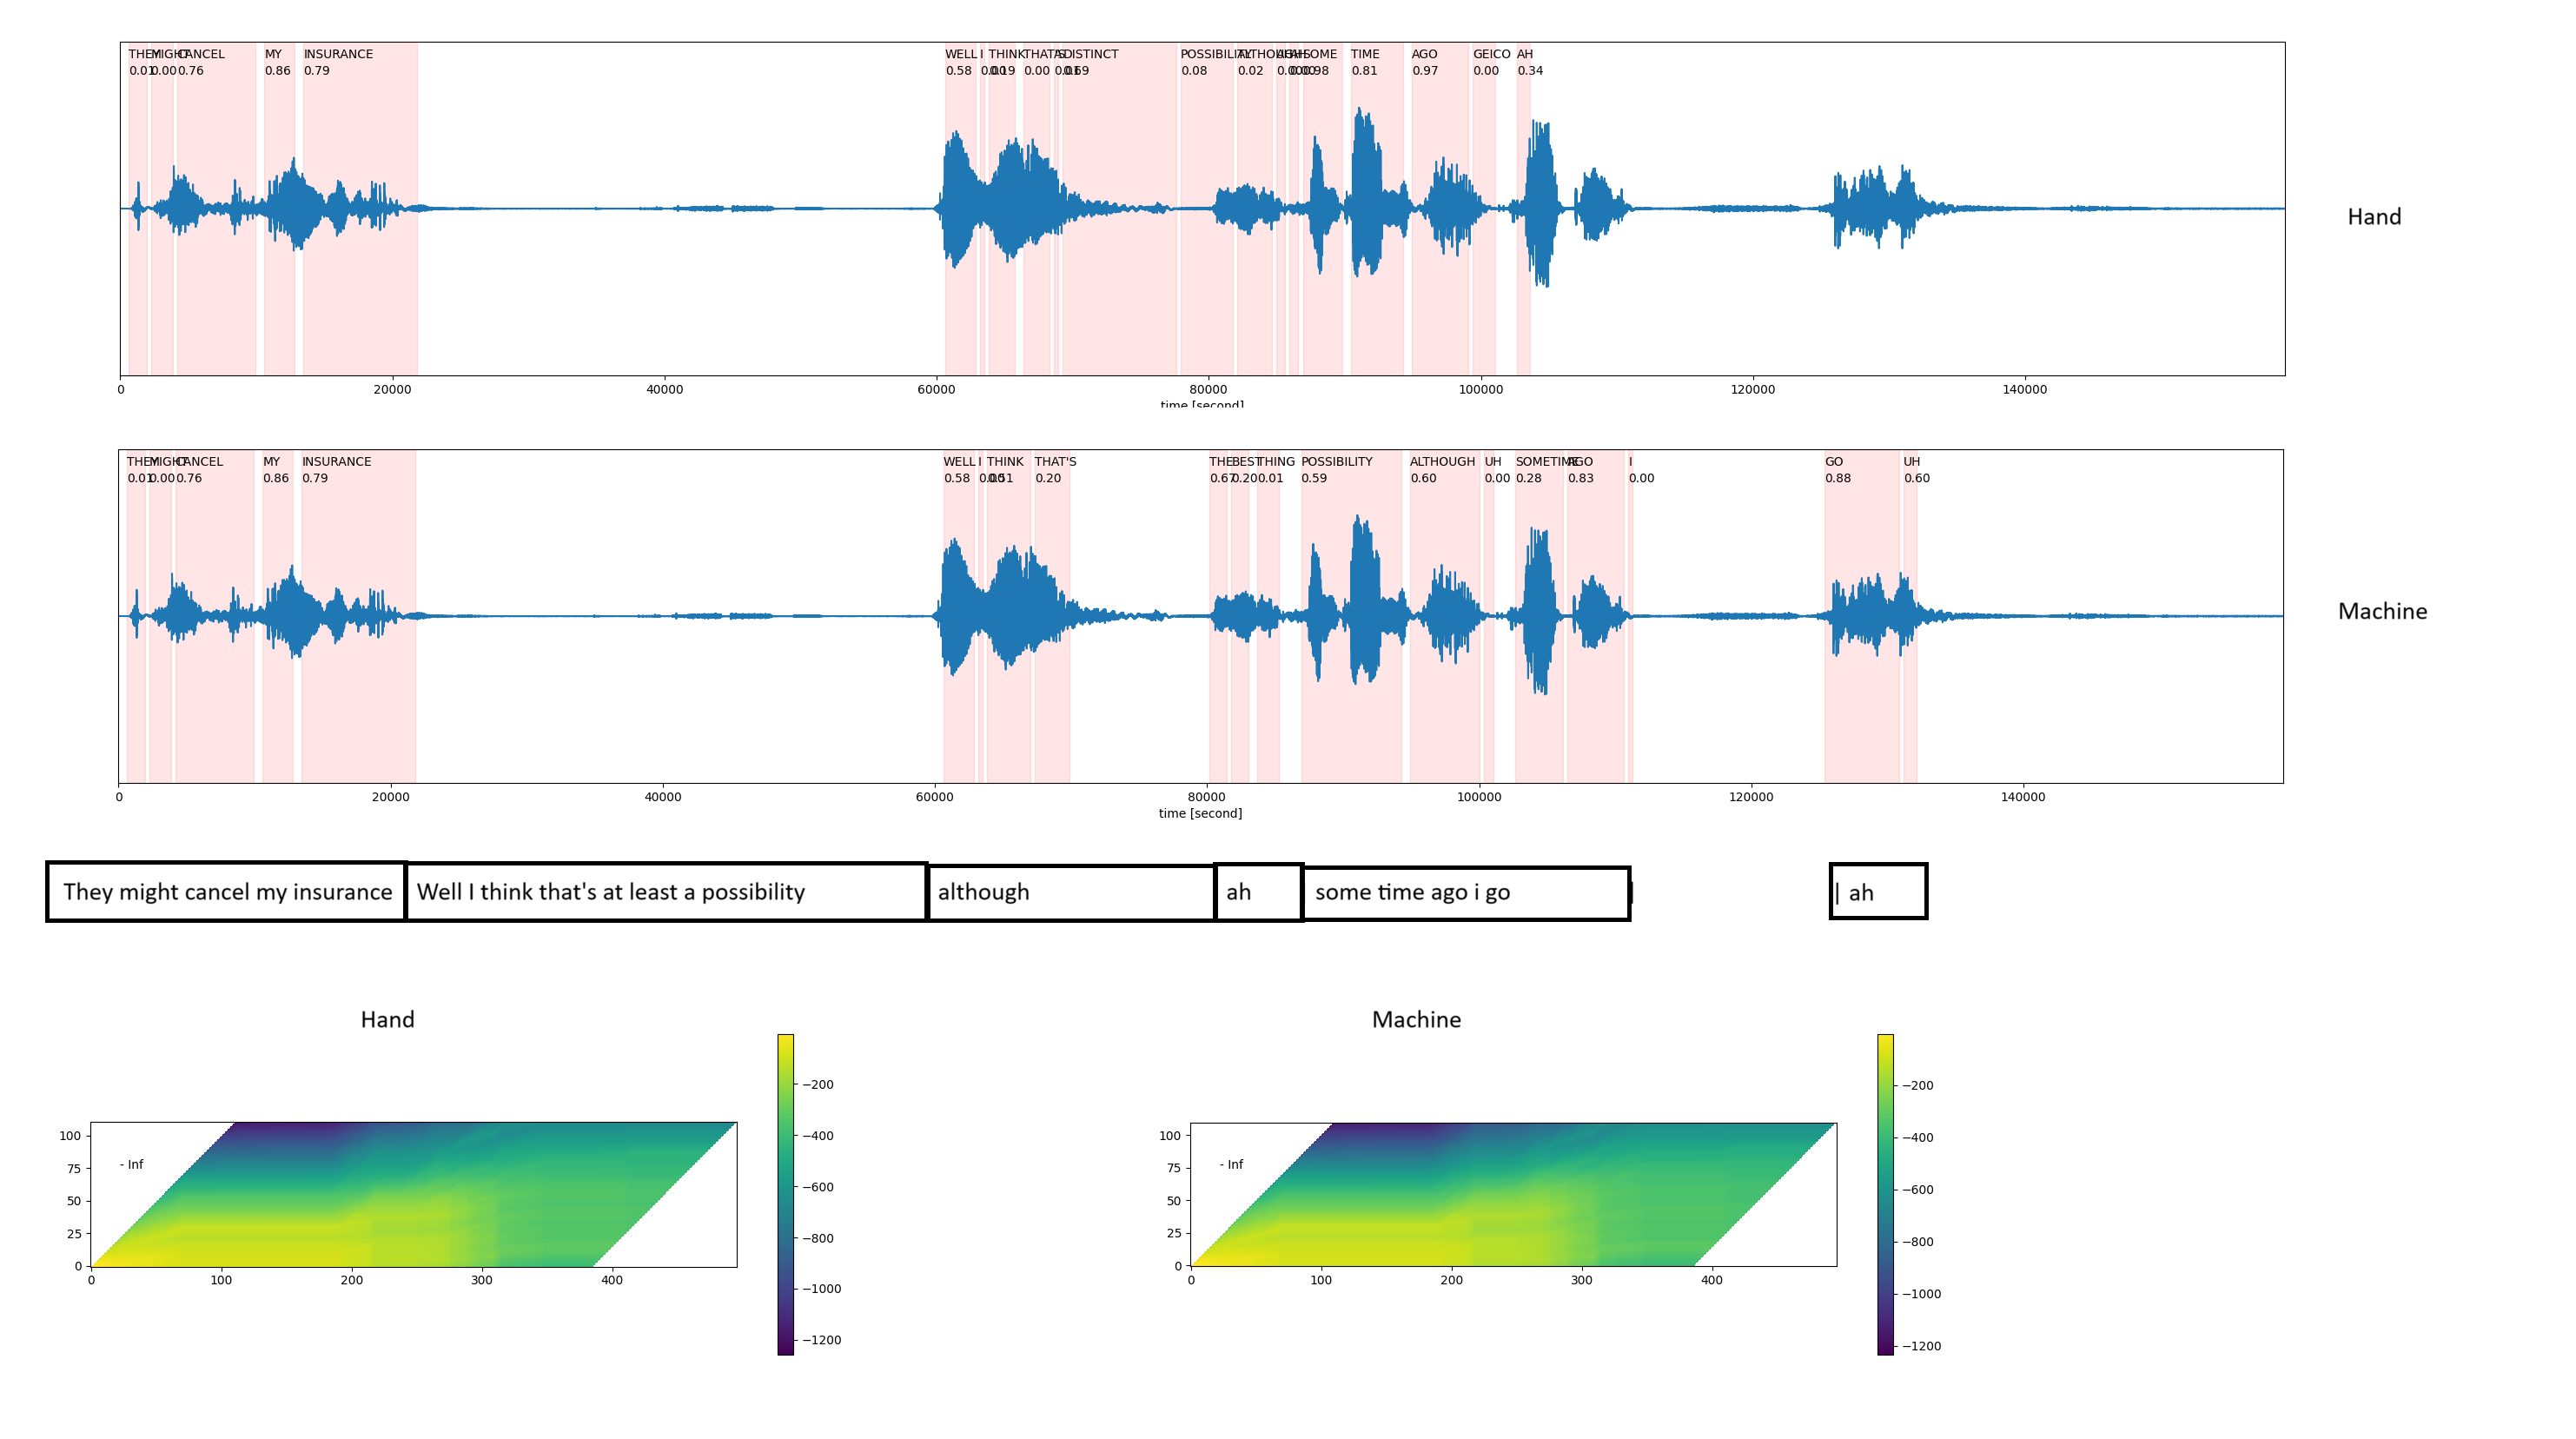 THEY MIGHT CANCEL MY INSURANCE WELL I THINK THAT'S DISTINCT POSSIBILITY ALTHOUGH SOME TIME AGO GEICO AH
0.01 0.00 0.76 0.86 0.79 0.58 0.19 0.00 0.69 0.08 0.02 0.98 0.81 0.97 0.00 0.34
Hand
0 20000 40000 60000 80000 100000 120000 140000
time [second]
THEY MIGHT CANCEL MY INSURANCE WELL I THINK THAT'S THE BEST THING POSSIBILITY ALTHOUGH UH SOMETIME AGO I GO UH
0.01 0.00 0.76 0.86 0.79 0.58 0.51 0.20 0.67 0.20 0.01 0.59 0.60 0.00 0.28 0.83 0.00 0.88 0.60
Machine
0 20000 40000 60000 80000 100000 120000 140000
time [second]
They might cancel my insurance Well I think that's at least a possibility although ah some time ago i go | ah
Hand
- Inf
100
75
50
25
0
0 100 200 300 400
−200
−400
−600
−800
−1000
−1200
Machine
- Inf
100
75
50
25
0
0 100 200 300 400
−200
−400
−600
−800
−1000
−1200